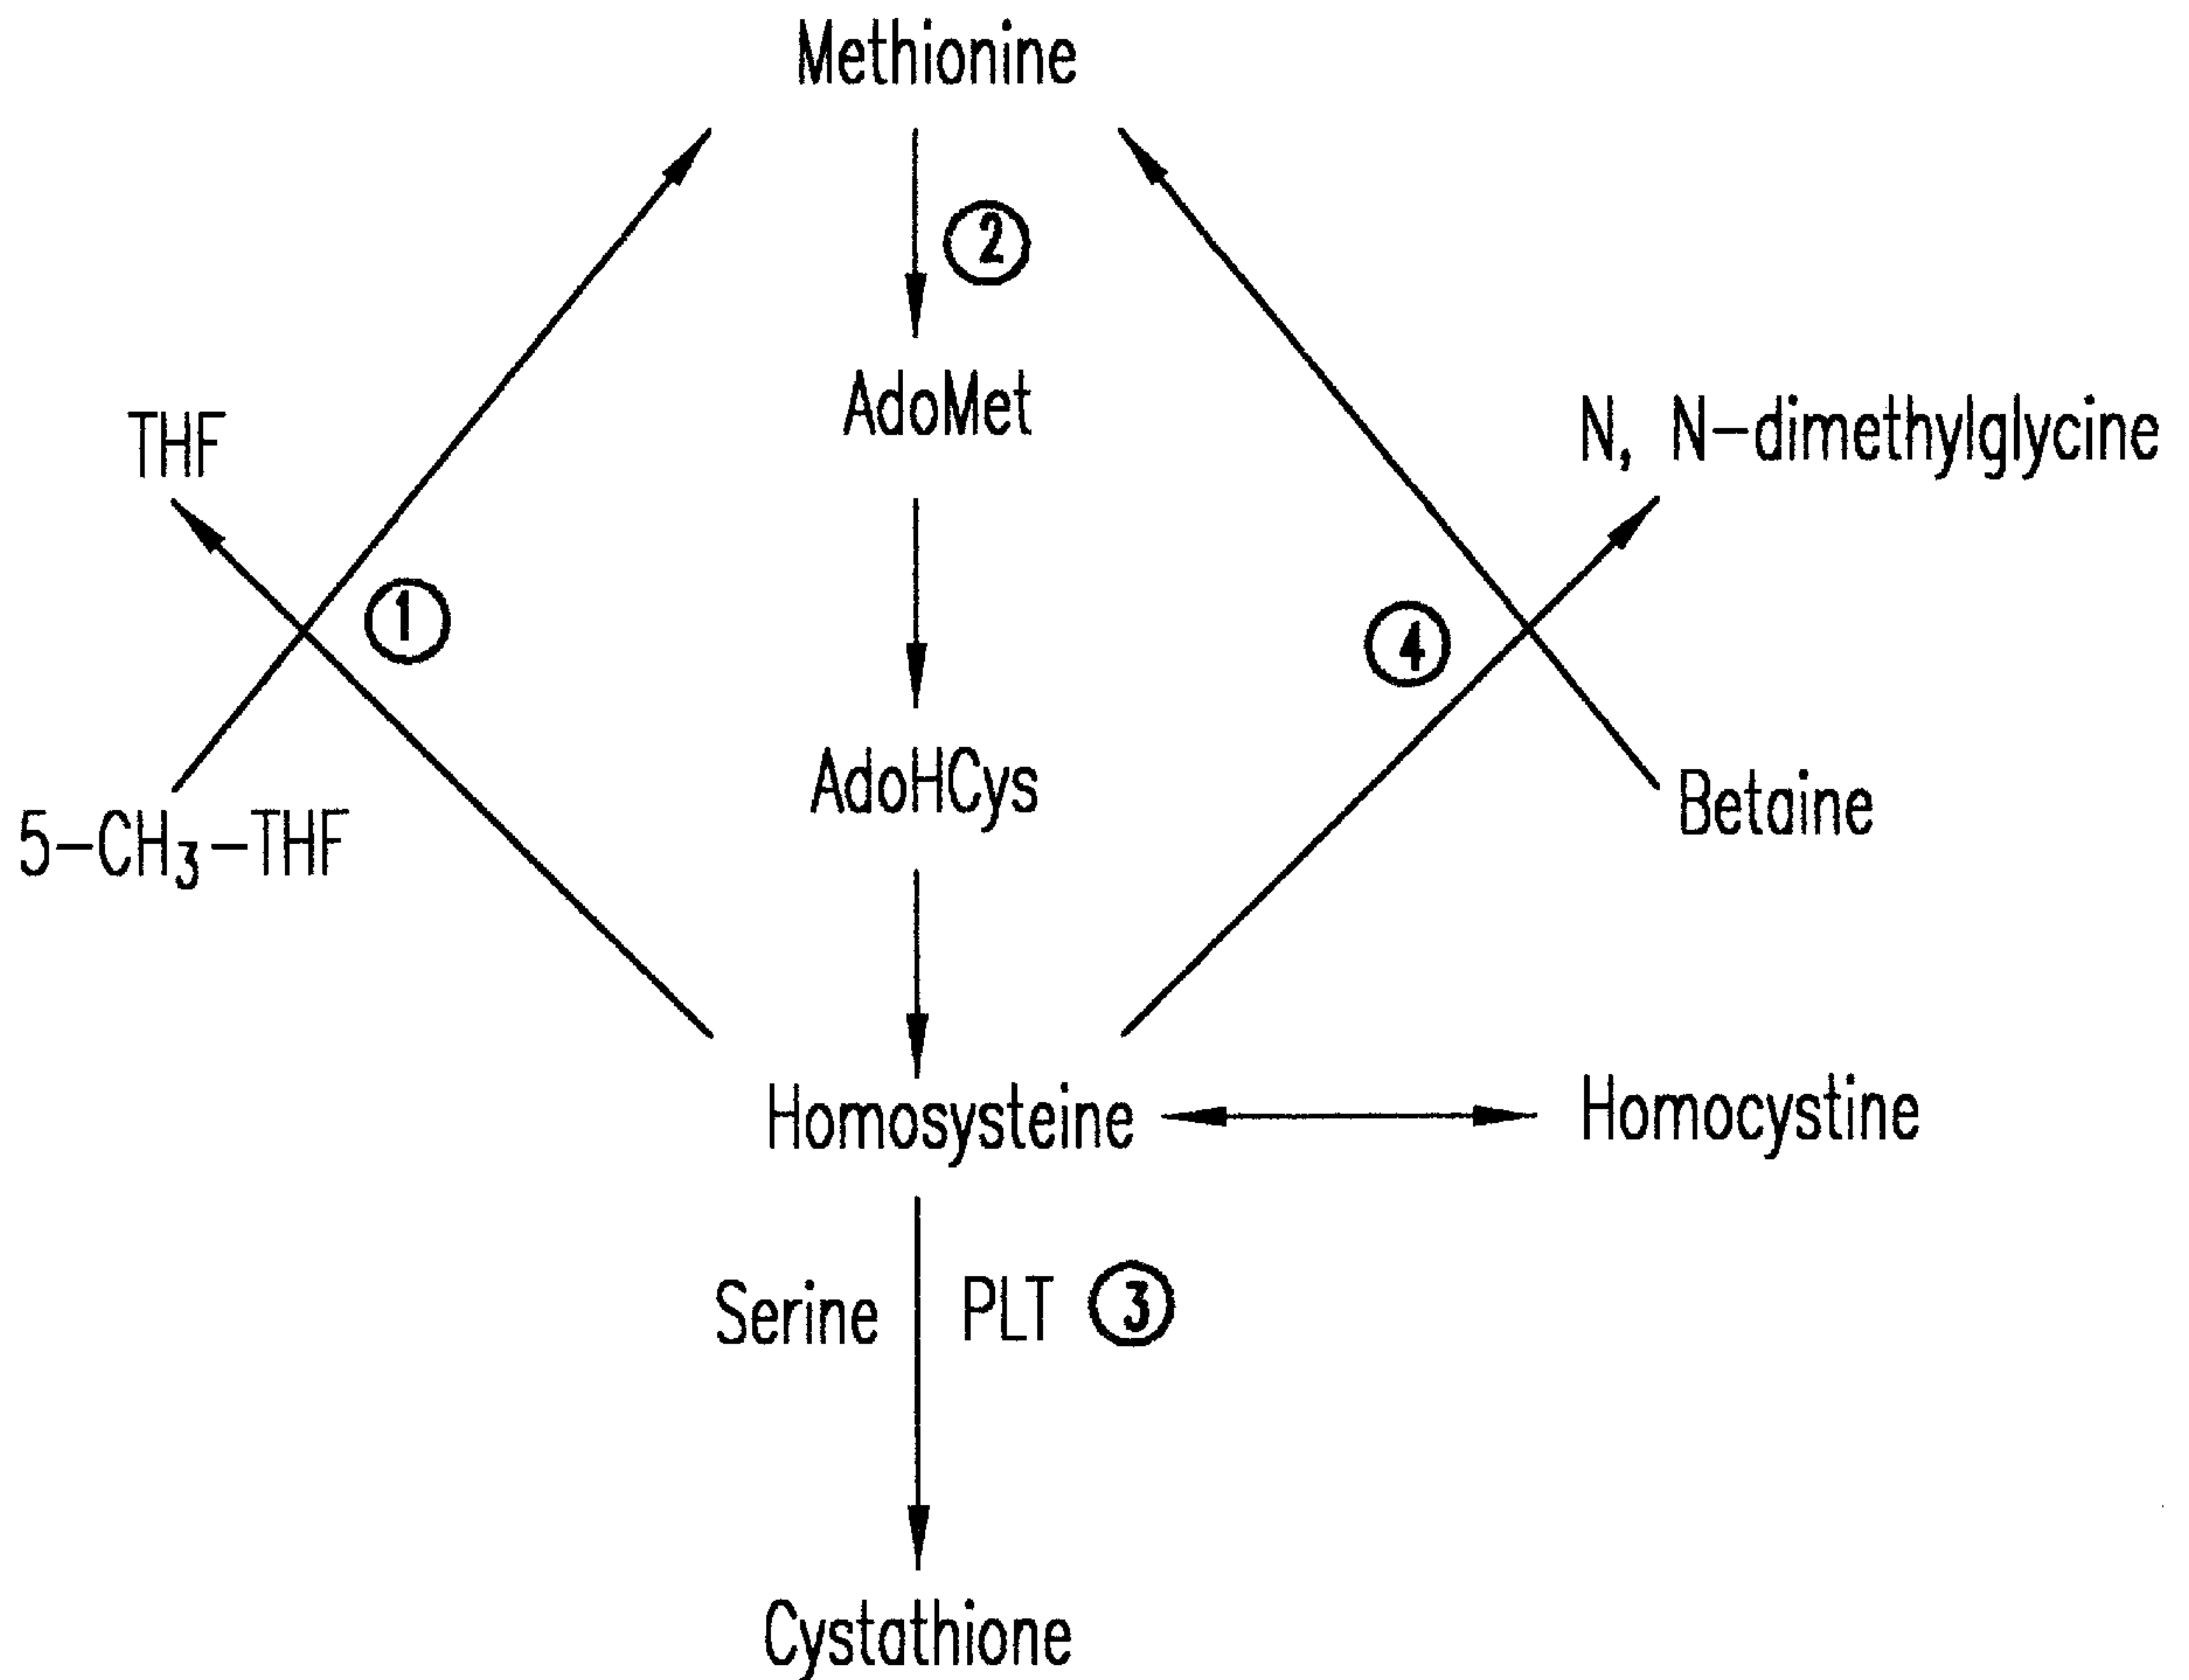 Methionine
2
AdoMet
THF
N, N-dimethylglycine
1
4
AdoHCys
Betaine
5-CH3-THF
Homosysteine
Homocystine
Serine PLT 3
Cystathione